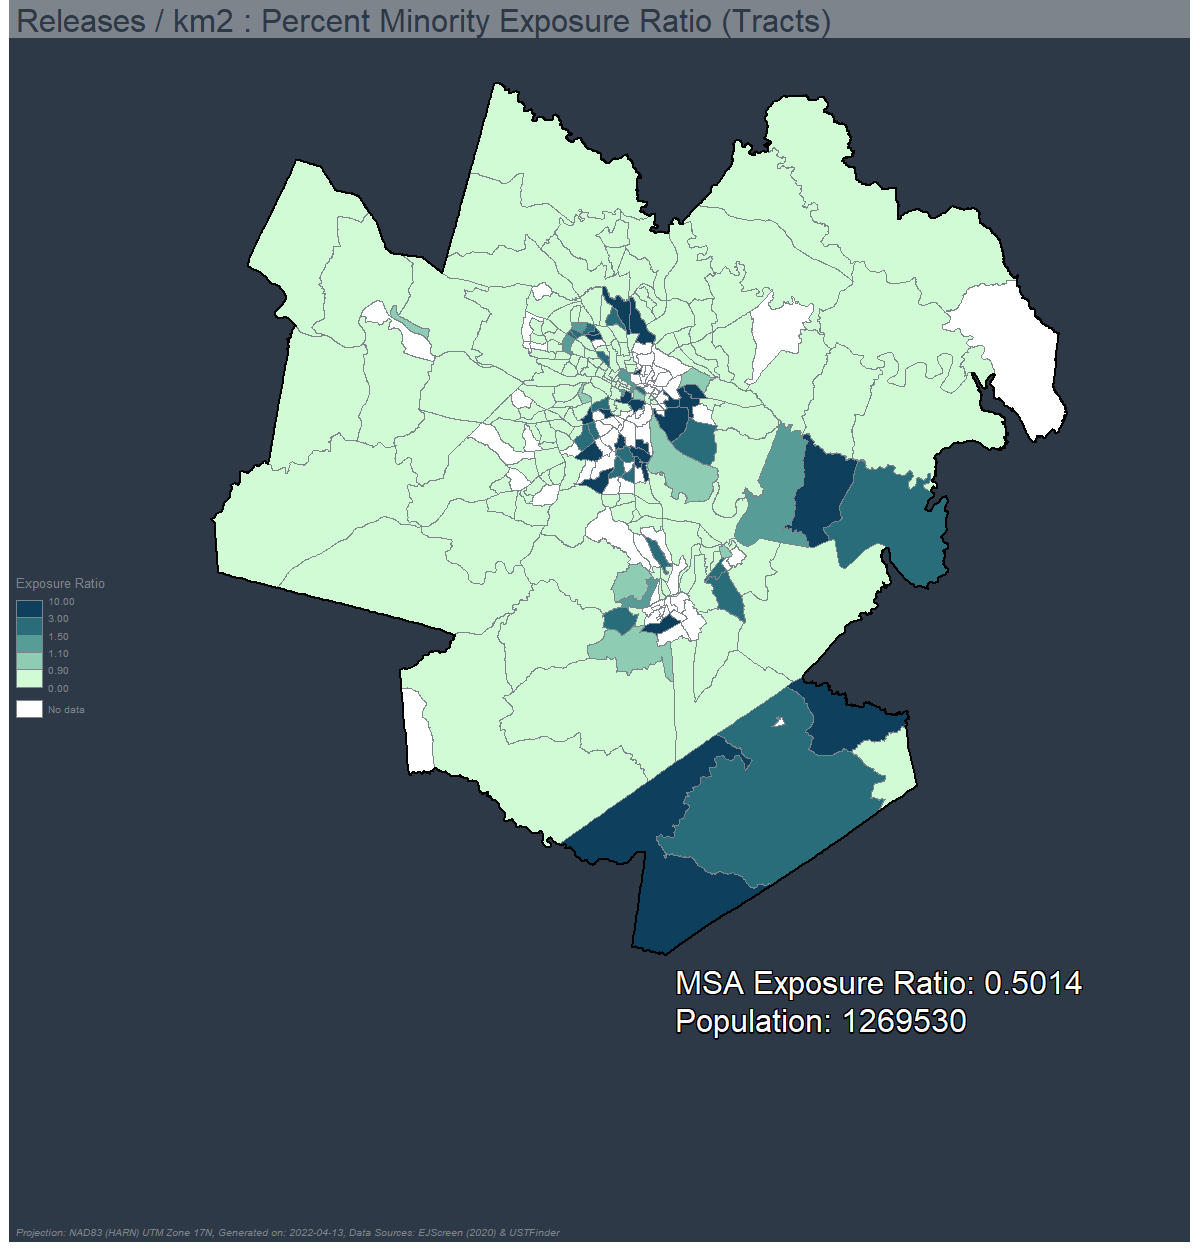 Releases / km2 : Percent Minority Exposure Ratio (Tracts)
Exposure Ratio
10.00
3.00
1.50
1.10
0.90
0.00
No data
MSA Exposure Ratio: 0.5014
Population: 1269530
Projection: NAD83 (HARN) UTM Zone 17N, Generated on: 2022-04-13, Data Sources: EJScreen (2020) & USTFinder